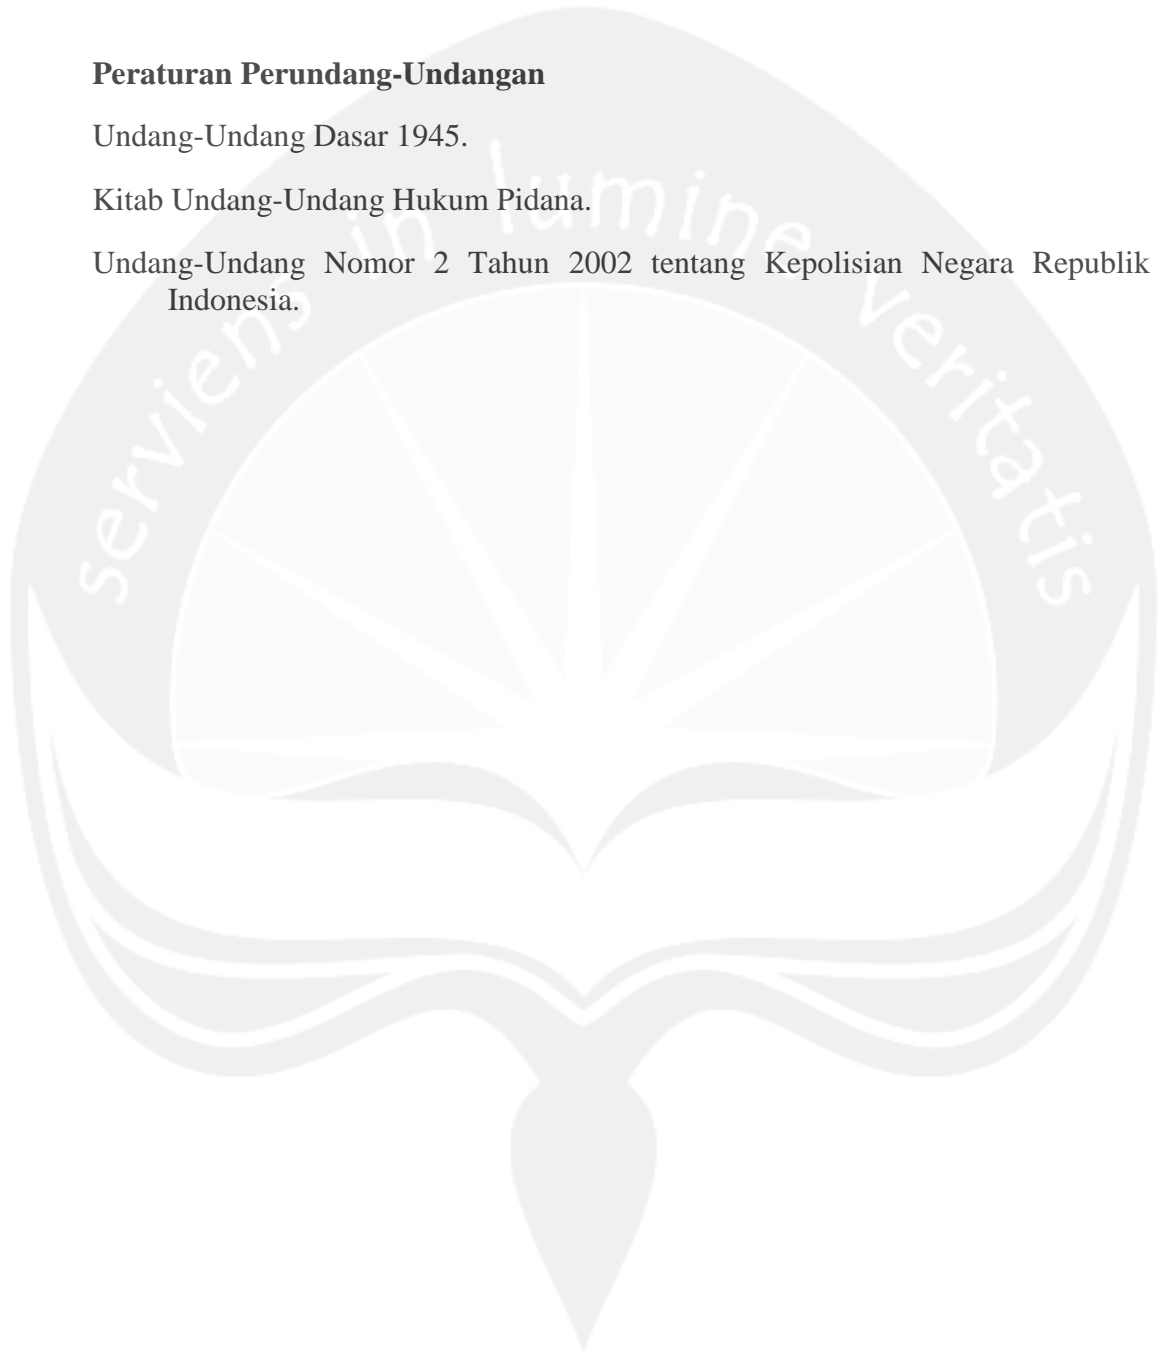 Peraturan Perundang-Undangan
Undang-Undang Dasar 1945.
Kitab Undang-Undang Hukum Pidana.
Undang-Undang Nomor 2 Tahun 2002 tentang Kepolisian Negara Republik
Indonesia.
serviens in lumine veritatis